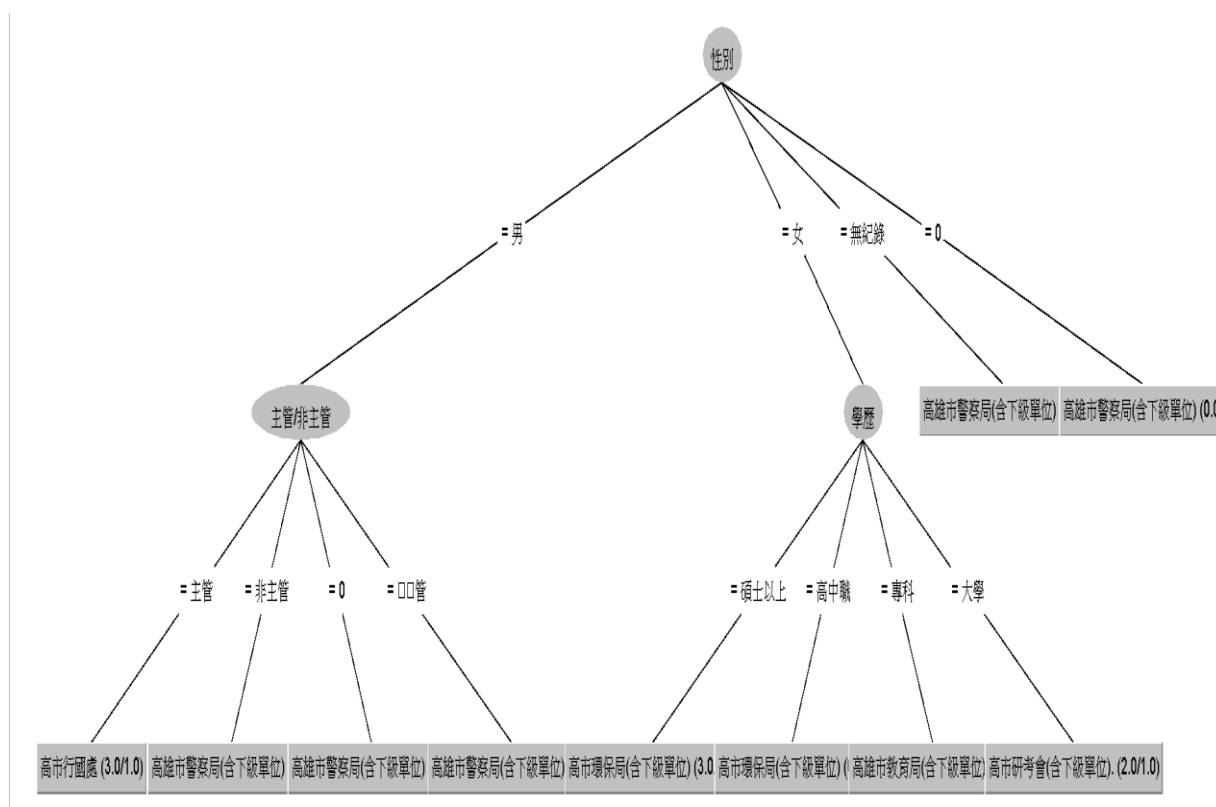 性別
= 男
= 女
= 無紀錄
= 0
主管/非主管
學歷
高雄市警察局(含下級單位)
高雄市警察局(含下級單位) (0.0
= 主管
= 非主管
= 0
= □□管
= 碩士以上
= 高中職
= 專科
= 大學
高市行國處 (3.0/1.0)
高雄市警察局(含下級單位)
高雄市警察局(含下級單位)
高雄市警察局(含下級單位)
高市環保局(含下級單位) (3.0
高市環保局(含下級單位) (
高雄市教育局(含下級單位)
高市研考會(含下級單位). (2.0/1.0)